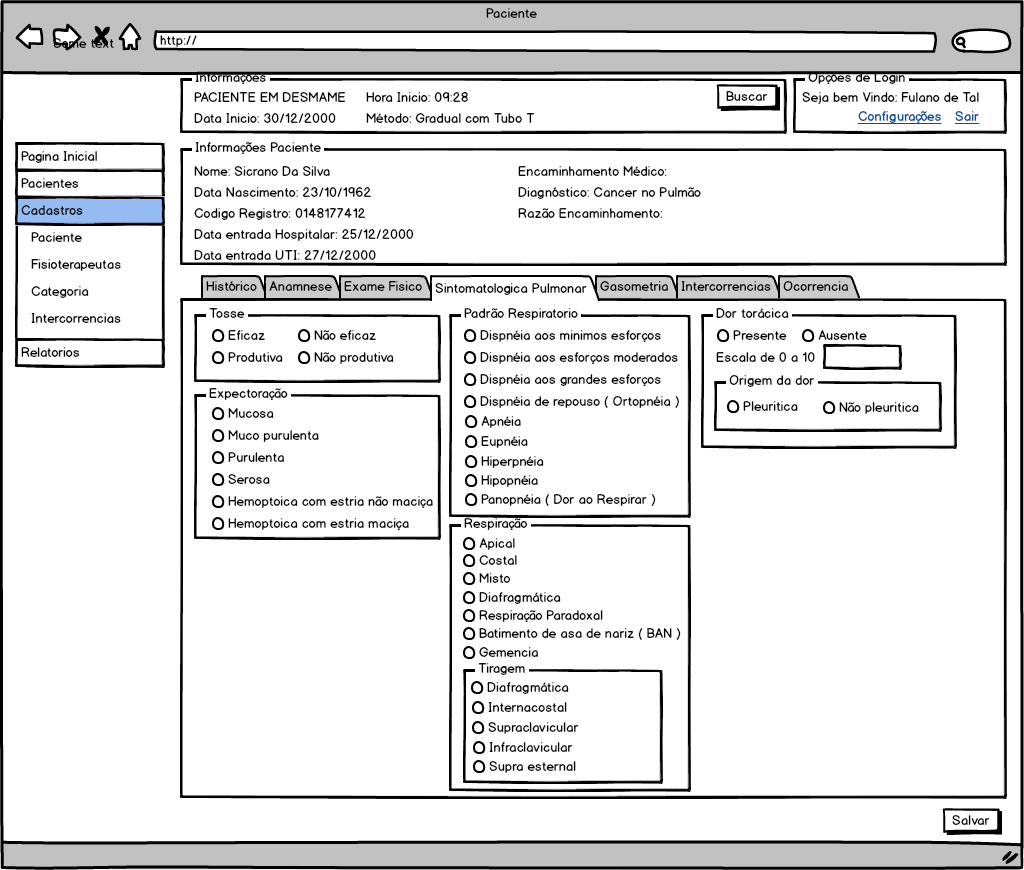 Paciente
Some text
http://
Informações
PACIENTE EM DESMAME Hora Inicio: 09:28
Buscar
Data Inicio: 30/12/2000 Método: Gradual com Tubo T
Opções de Login
Seja bem Vindo: Fulano de Tal
Configurações Sair
Pagina Inicial
Pacientes
Cadastros
Paciente
Fisioterapeutas
Categoria
Intercorrencias
Relatorios
Informações Paciente
Nome: Sicrano Da Silva
Data Nascimento: 23/10/1962
Codigo Registro: 0148177412
Data entrada Hospitalar: 25/12/2000
Data entrada UTI: 27/12/2000
Encaminhamento Médico:
Diagnóstico: Cancer no Pulmão
Razão Encaminhamento:
Histórico Anamnese Exame Fisico Sintomatologica Pulmonar Gasometria Intercorrencias Ocorrencia
Tosse
Eficaz Não eficaz
Produtiva Não produtiva
Expectoração
Mucosa
Muco purulenta
Purulenta
Serosa
Hemoptoica com estria não maciça
Hemoptoica com estria maciça
Padrão Respiratorio
Dispnéia aos minimos esforços
Dispnéia aos esforços moderados
Dispnéia aos grandes esforços
Dispnéia de repouso ( Ortopnéia )
Apnéia
Eupnéia
Hiperpnéia
Hipopnéia
Panopnéia ( Dor ao Respirar )
Respiração
Apical
Costal
Misto
Diafragmática
Respiração Paradoxal
Batimento de asa de nariz ( BAN )
Gemencia
Tiragem
Diafragmática
Internacostal
Supraclavicular
Infraclavicular
Supra esternal
Dor torácica
Presente Ausente
Escala de 0 a 10
Origem da dor
Pleuritica Não pleuritica
Salvar